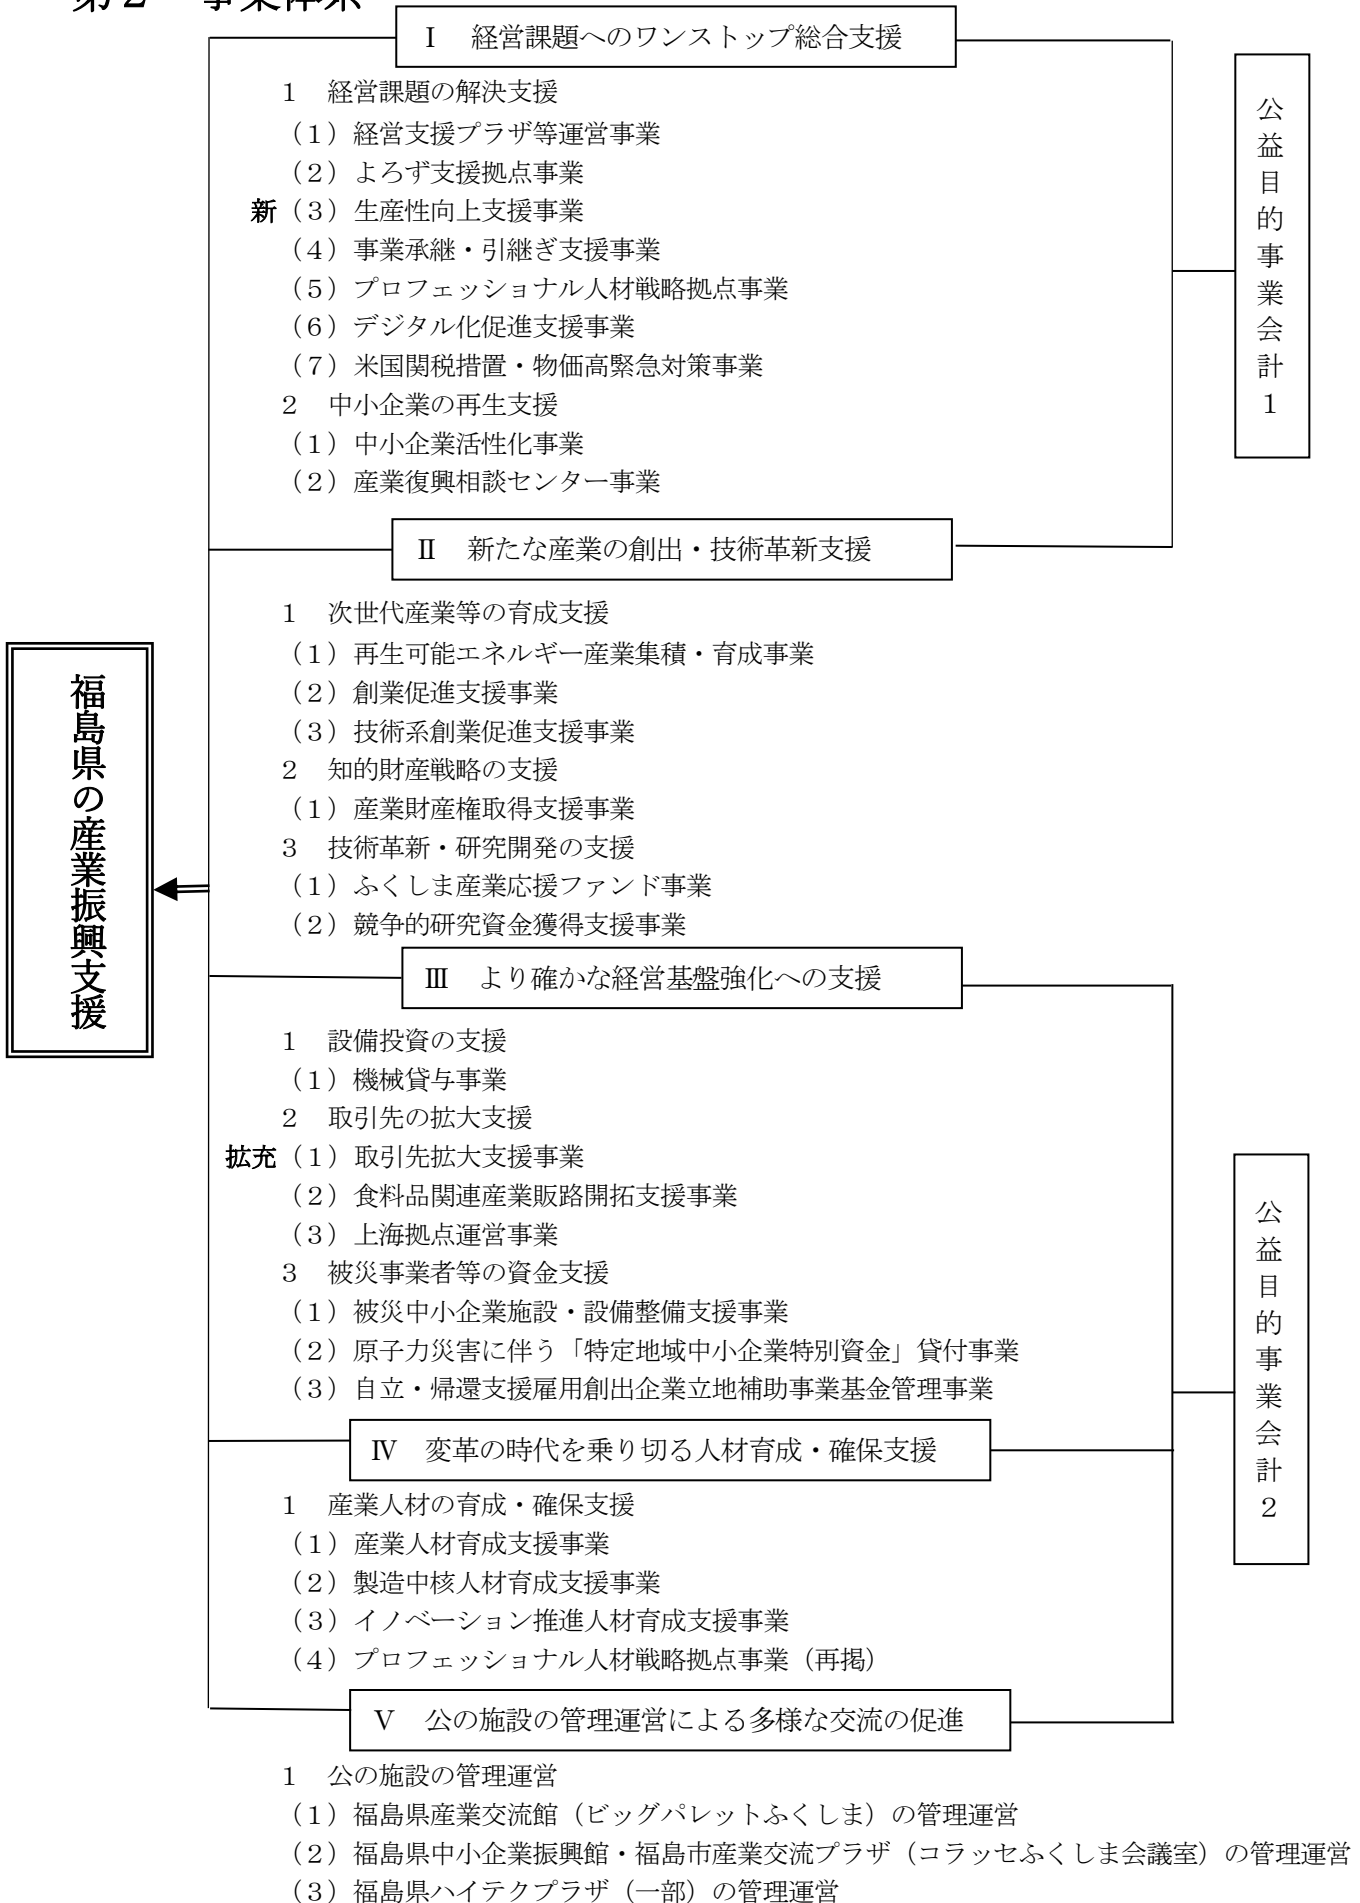 第２　事業体系
Ⅰ　経営課題へのワンストップ総合支援
１　経営課題の解決支援
（１）経営支援プラザ等運営事業
（２）よろず支援拠点事業
新（３）生産性向上支援事業
（４）事業承継・引継ぎ支援事業
（５）プロフェッショナル人材戦略拠点事業
（６）デジタル化促進支援事業
（７）米国関税措置・物価高緊急対策事業
２　中小企業の再生支援
（１）中小企業活性化事業
（２）産業復興相談センター事業
公益目的事業会計１
Ⅱ　新たな産業の創出・技術革新支援
１　次世代産業等の育成支援
（１）再生可能エネルギー産業集積・育成事業
（２）創業促進支援事業
（３）技術系創業促進支援事業
２　知的財産戦略の支援
（１）産業財産権取得支援事業
３　技術革新・研究開発の支援
（１）ふくしま産業応援ファンド事業
（２）競争的研究資金獲得支援事業
福島県の産業振興支援
Ⅲ　より確かな経営基盤強化への支援
１　設備投資の支援
（１）機械貸与事業
２　取引先の拡大支援
拡充（１）取引先拡大支援事業
（２）食料品関連産業販路開拓支援事業
（３）上海拠点運営事業
３　被災事業者等の資金支援
（１）被災中小企業施設・設備整備支援事業
（２）原子力災害に伴う「特定地域中小企業特別資金」貸付事業
（３）自立・帰還支援雇用創出企業立地補助事業基金管理事業
公益目的事業会計２
Ⅳ　変革の時代を乗り切る人材育成・確保支援
１　産業人材の育成・確保支援
（１）産業人材育成支援事業
（２）製造中核人材育成支援事業
（３）イノベーション推進人材育成支援事業
（４）プロフェッショナル人材戦略拠点事業（再掲）
Ⅴ　公の施設の管理運営による多様な交流の促進
１　公の施設の管理運営
（１）福島県産業交流館（ビッグパレットふくしま）の管理運営
（２）福島県中小企業振興館・福島市産業交流プラザ（コラッセふくしま会議室）の管理運営
（３）福島県ハイテクプラザ（一部）の管理運営